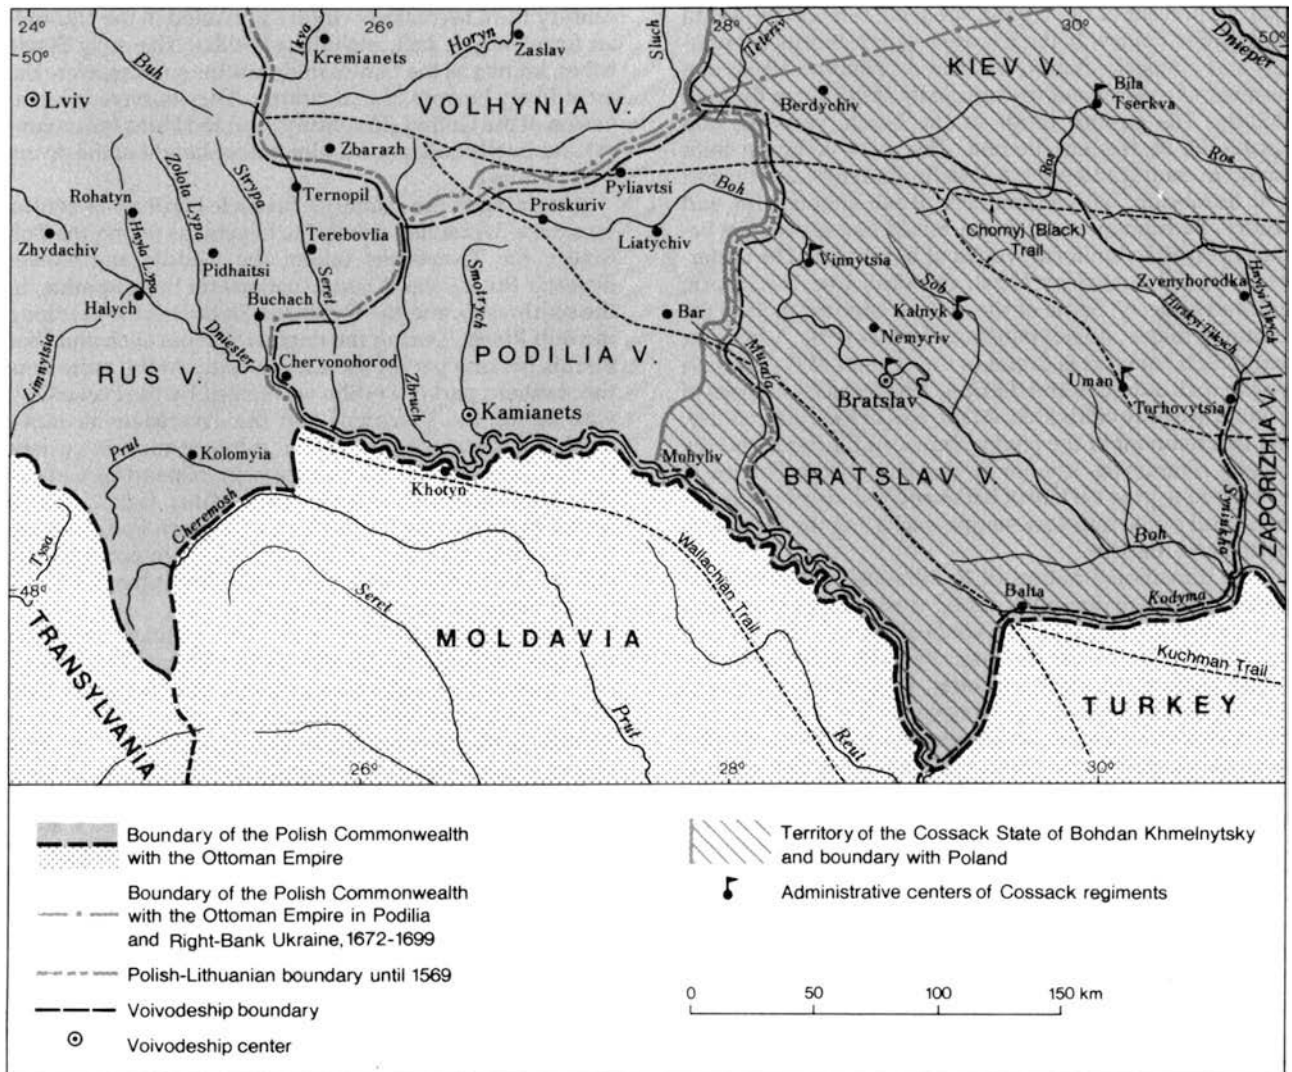 24°
26°
28°
30°
50°
50°
Dnieper
Ikva
Kremianets
Horyn
Zaslav
Sluch
Teteriv
KIEV V.
Buh
Lviv
VOLHYNIA V.
Berdychiv
Bila
Tserkva
Zbarazh
Ros
Ros
Zolota Lypa
Strypa
Rohatyn
Ternopil
Pyliavtsi
Boh
Proskuriv
Hnyla Lypa
Zhydachiv
Terebovlia
Liatychiv
Chornyj (Black)
Trail
Pidhaitsi
Seret
Smotrych
Vinnytsia
Sob
Zvenyhorodka
Halych
Buchach
Bar
Kalnyk
Nemyriv
Limnytsia
Dniester
Chervonohorod
PODILIA V.
Murafa
RUS V.
Zbruch
Kamianets
Bratslav
Uman
Torhovytsia
Prut
Kolomyia
Khotyn
Mohyliv
BRATSLAV V.
ZAPORIZHIA V.
Cheremosh
Syniukha
Boh
Tysa
48°
Wallachian Trail
Balta
Kodyma
Seret
MOLDAVIA
Kuchman Trail
TRANSYLVANIA
TURKEY
Prut
Reut
26°
28°
30°
Boundary of the Polish Commonwealth
with the Ottoman Empire
Boundary of the Polish Commonwealth
with the Ottoman Empire in Podilia
and Right-Bank Ukraine, 1672-1699
Polish-Lithuanian boundary until 1569
Voivodeship boundary
Voivodeship center
Territory of the Cossack State of Bohdan Khmelnytsky
and boundary with Poland
Administrative centers of Cossack regiments
0 50 100 150 km